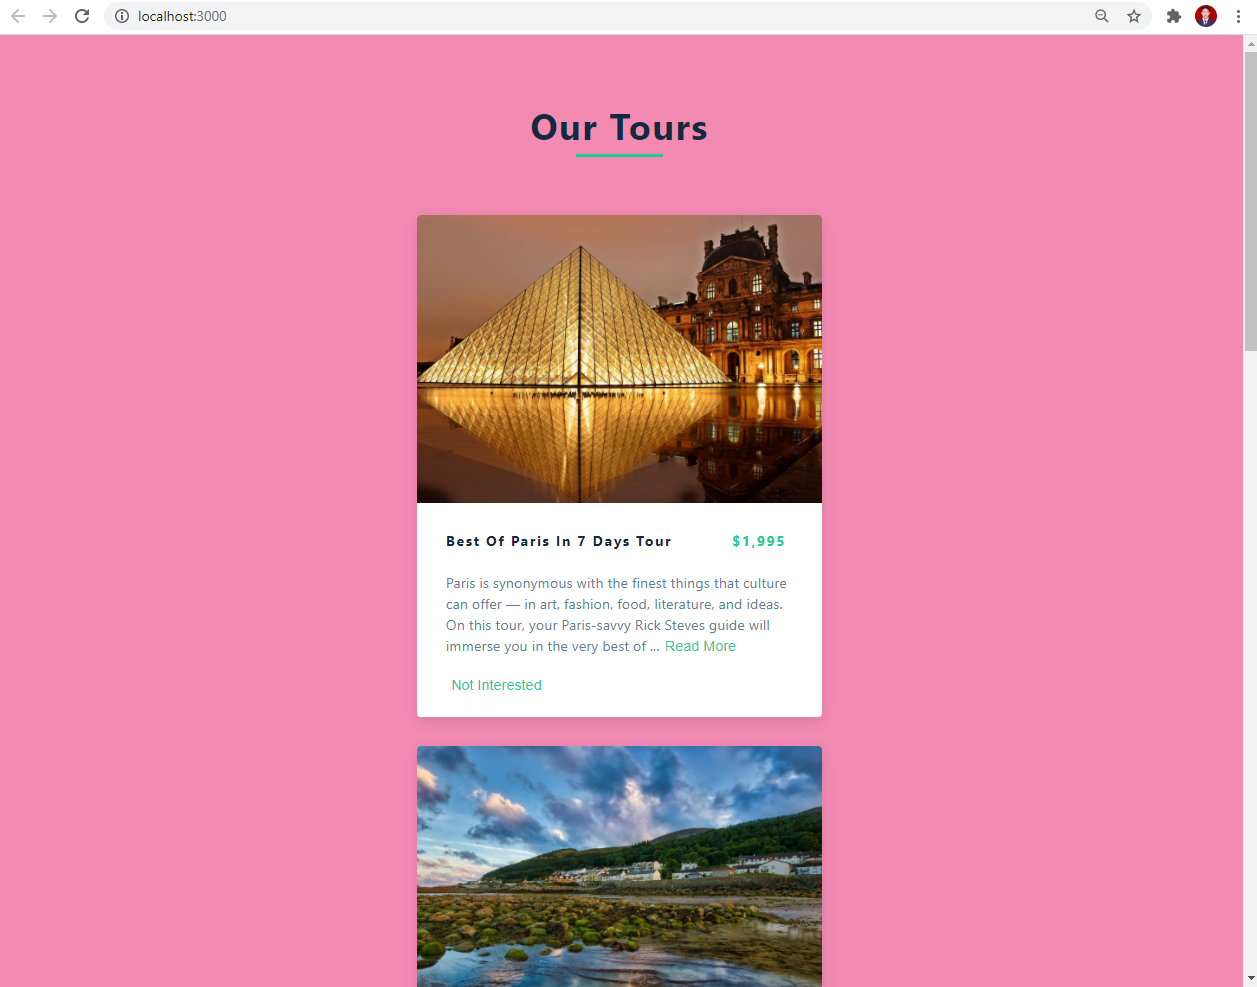 localhost:3000
Our Tours
Best Of Paris In 7 Days Tour $1,995
Paris is synonymous with the finest things that culture
can offer — in art, fashion, food, literature, and ideas.
On this tour, your Paris-savvy Rick Steves guide will
immerse you in the very best of ... Read More
Not Interested